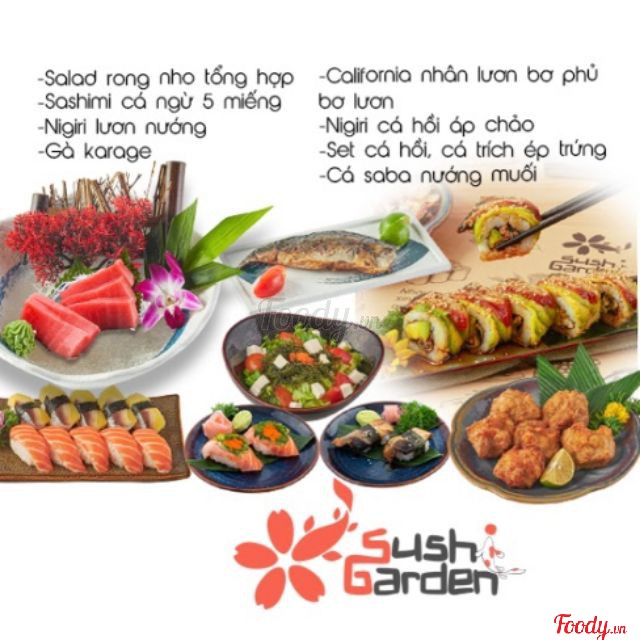 -Salad rong nho tổng hợp
-Sashimi cá ngừ 5 miếng
-Nigiri lươn nướng
-Gà karage
-California nhân lươn bơ phủ
bơ lươn
-Nigiri cá hồi áp chảo
-Set cá hồi, cá trích ép trứng
-Cá saba nướng muối
Sushi
Garden
Foody.vn
Sushi
Garden
Foody.vn